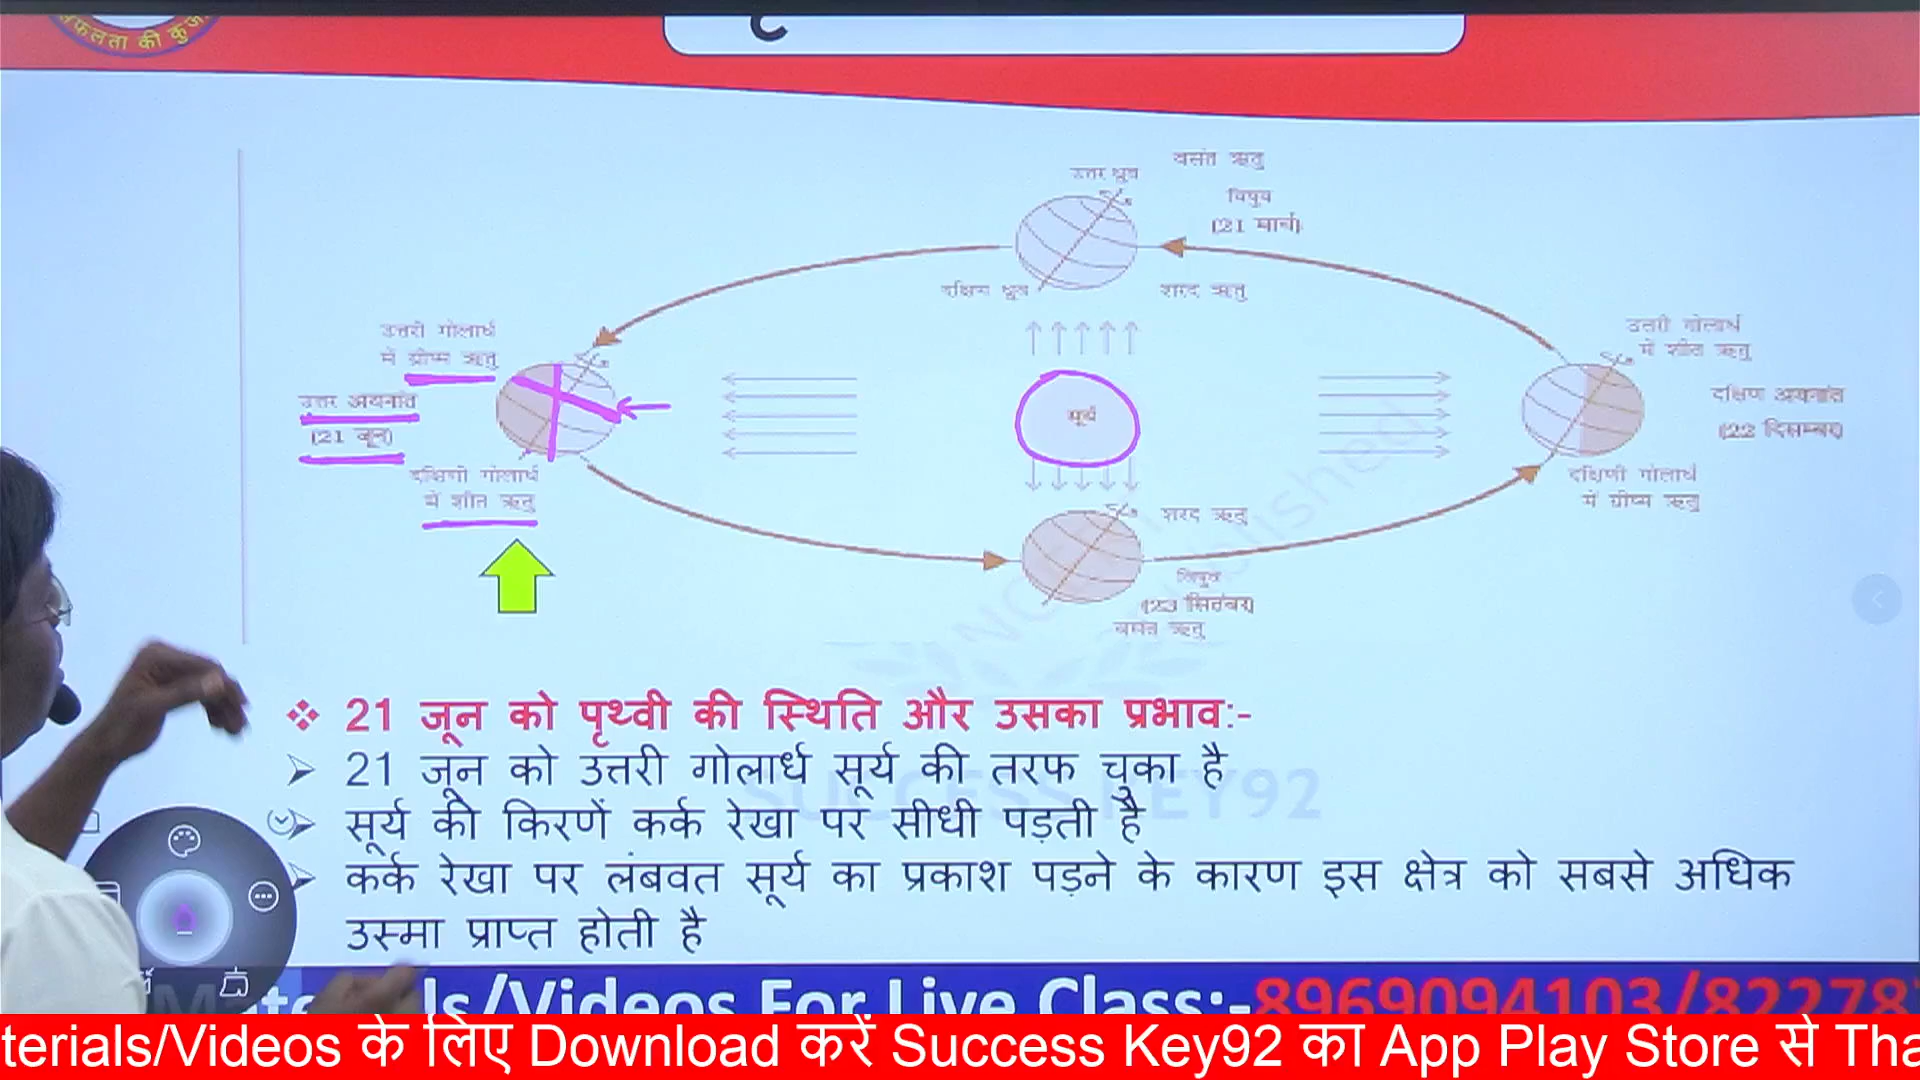 सफलता की कुंजी
उत्तर ध्रुव
वसंत ऋतु
विषुव
(21 मार्च)
दक्षिण ध्रुव
शरद ऋतु
उत्तरी गोलार्ध
में ग्रीष्म ऋतु
उत्तर अयनांत
(21 जून)
दक्षिणी गोलार्ध
में शीत ऋतु
सूर्य
उत्तरी गोलार्ध
में शीत ऋतु
दक्षिण अयनांत
(22 दिसम्बर)
दक्षिणी गोलार्ध
में ग्रीष्म ऋतु
शरद ऋतु
विषुव
(23 सितंबर)
वसंत ऋतु
❖ 21 जून को पृथ्वी की स्थिति और उसका प्रभाव:-
➢ 21 जून को उत्तरी गोलार्ध सूर्य की तरफ चुका है
➢ सूर्य की किरणें कर्क रेखा पर सीधी पड़ती है
➢ कर्क रेखा पर लंबवत सूर्य का प्रकाश पड़ने के कारण इस क्षेत्र को सबसे अधिक
उस्मा प्राप्त होती है
SUCCESS KEY92
ls/Videos For Live Class:-8969094103/82278
terials/Videos के लिए Download करें Success Key92 का App Play Store से Tha